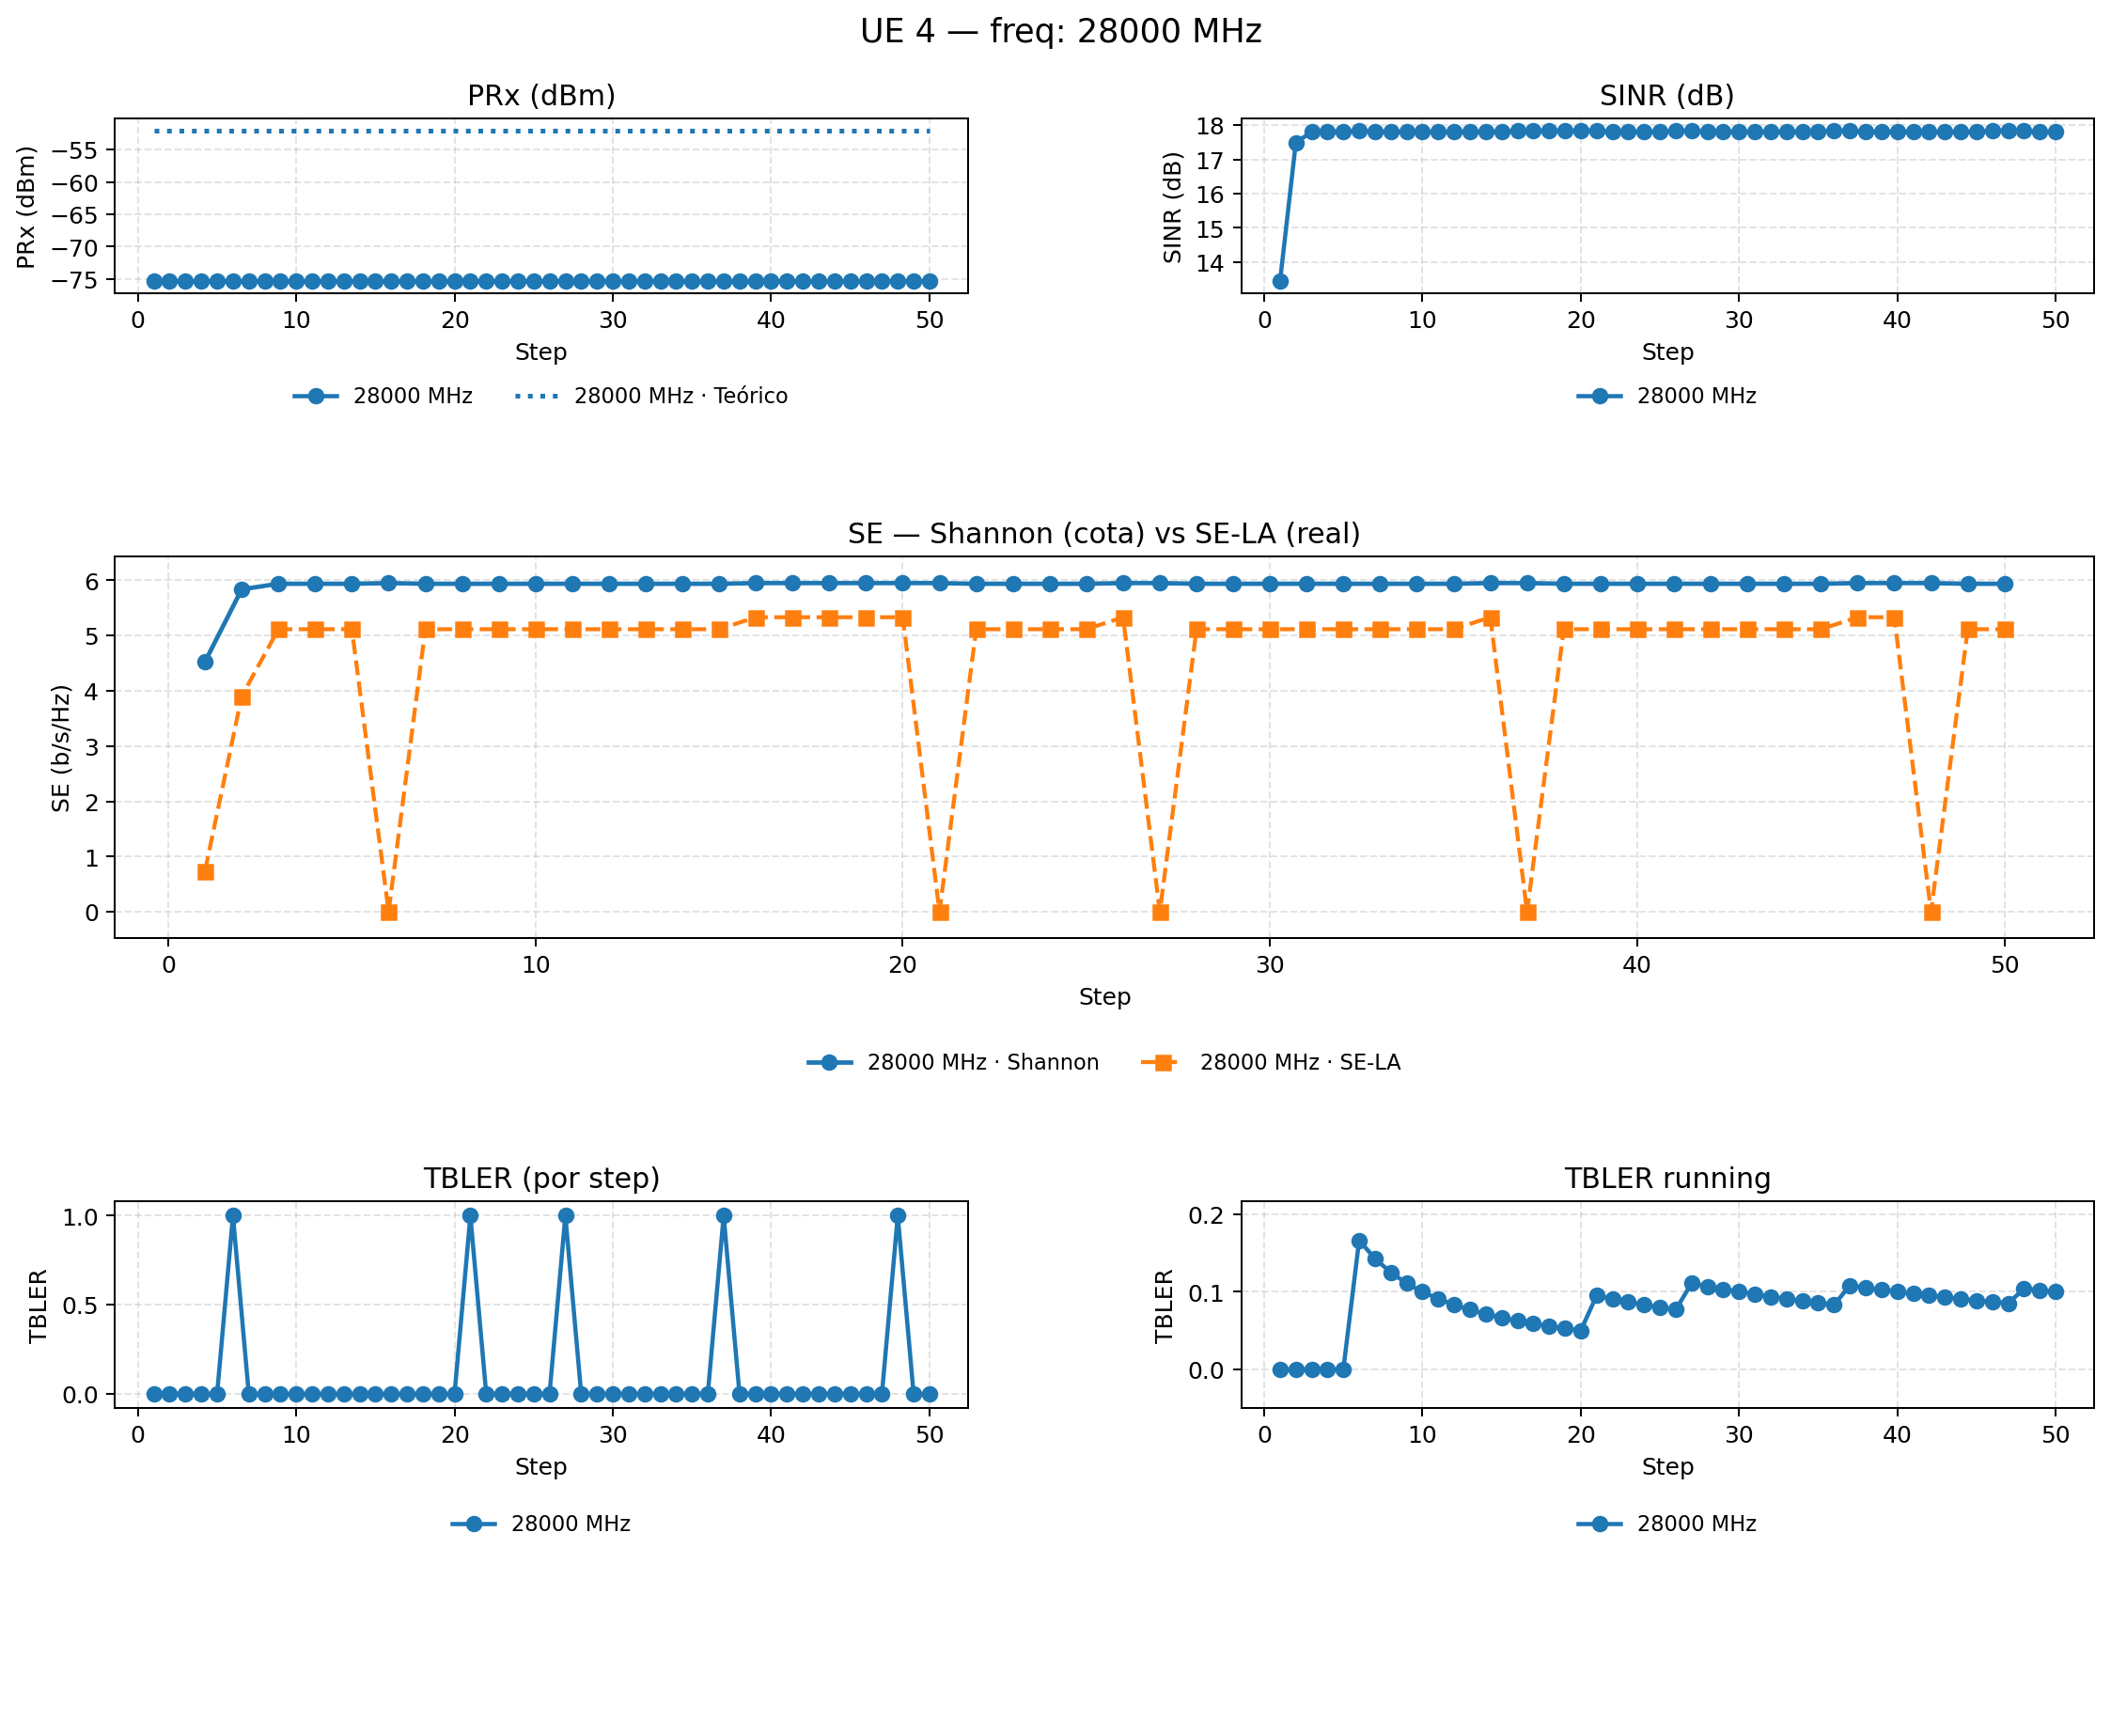 UE 4 — freq: 28000 MHz
PRx (dBm)
PRx (dBm)
−55
−60
−65
−70
−75
0 10 20 30 40 50
Step
28000 MHz 28000 MHz · Teórico
SINR (dB)
SINR (dB)
18
17
16
15
14
0 10 20 30 40 50
Step
28000 MHz
SE — Shannon (cota) vs SE-LA (real)
SE (b/s/Hz)
6
5
4
3
2
1
0
0 10 20 30 40 50
Step
28000 MHz · Shannon 28000 MHz · SE-LA
TBLER (por step)
TBLER
1.0
0.5
0.0
0 10 20 30 40 50
Step
28000 MHz
TBLER running
TBLER
0.2
0.1
0.0
0 10 20 30 40 50
Step
28000 MHz